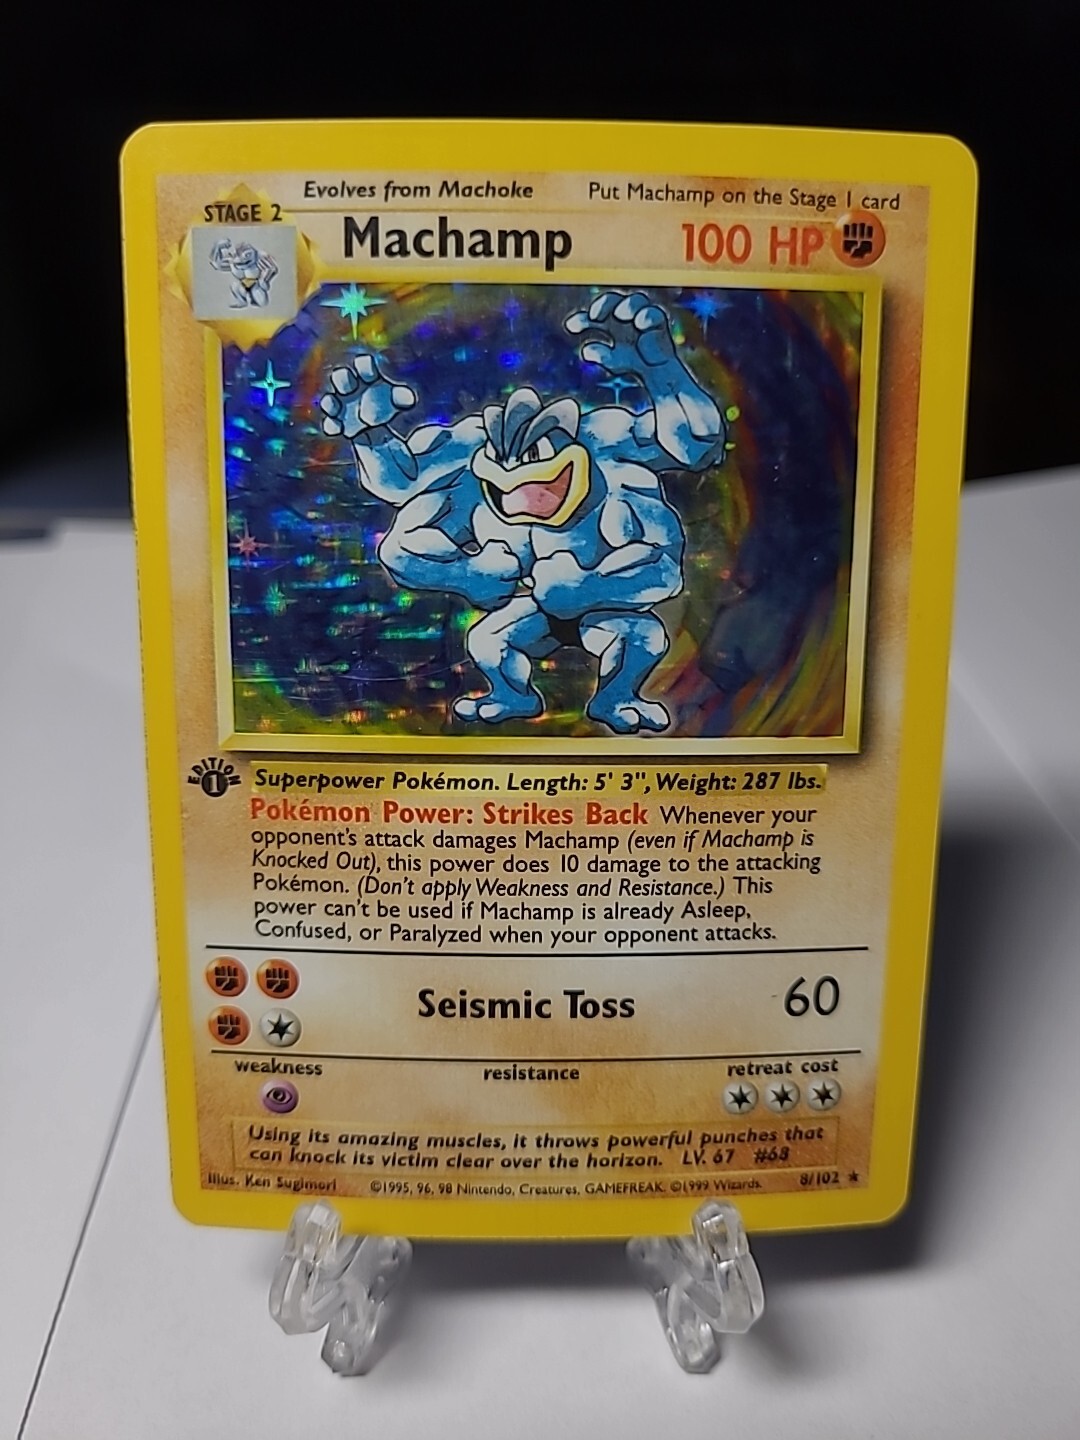 Evolves from Machoke Put Machamp on the Stage 1 card
STAGE 2
Machamp 100 HP
EDITION
1
Superpower Pokémon. Length: 5' 3", Weight: 287 lbs.
Pokémon Power: Strikes Back Whenever your
opponent's attack damages Machamp (even if Machamp is
Knocked Out), this power does 10 damage to the attacking
Pokémon. (Don't apply Weakness and Resistance.) This
power can't be used if Machamp is already Asleep,
Confused, or Paralyzed when your opponent attacks.
Seismic Toss 60
weakness resistance retreat cost
Using its amazing muscles, it throws powerful punches that
can knock its victim clear over the horizon. LV. 67 #68
Illus. Ken Sugimori ©1995, 96, 98 Nintendo, Creatures, GAMEFREAK. ©1999 Wizards. 8/102 ★